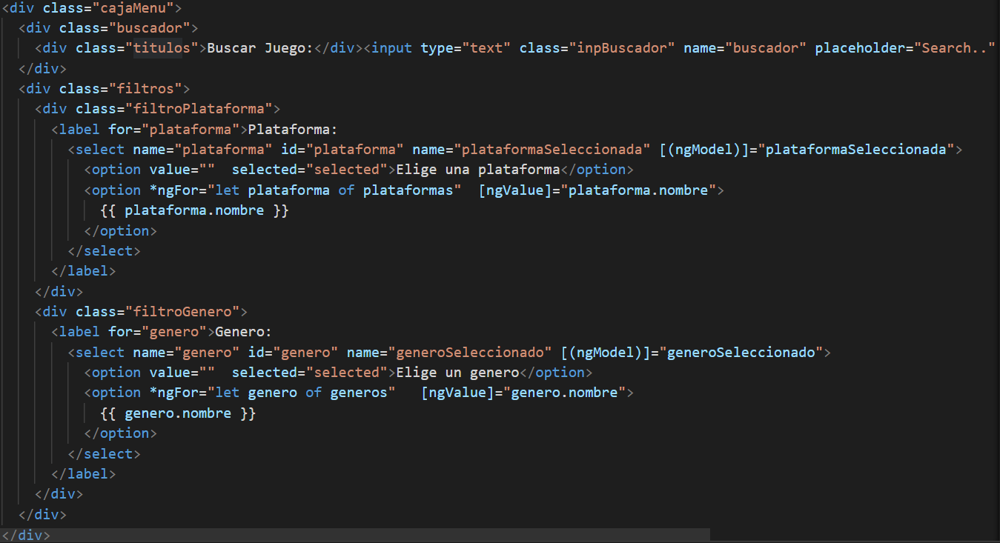 <div class="cajaMenu">
<div class="buscador">
<div class="titulos">Buscar Juego:</div><input type="text" class="inpBuscador" name="buscador" placeholder="Search.."
</div>
<div class="filtros">
<div class="filtroPlataforma">
<label for="plataforma">Plataforma:
<select name="plataforma" id="plataforma" name="plataformaSeleccionada" [(ngModel)]="plataformaSeleccionada">
<option value=""  selected="selected">Elige una plataforma</option>
<option *ngFor="let plataforma of plataformas"  [ngValue]="plataforma.nombre">
{{ plataforma.nombre }}
</option>
</select>
</label>
</div>
<div class="filtroGenero">
<label for="genero">Genero:
<select name="genero" id="genero" name="generoSeleccionado" [(ngModel)]="generoSeleccionado">
<option value=""  selected="selected">Elige un genero</option>
<option *ngFor="let genero of generos"   [ngValue]="genero.nombre">
{{ genero.nombre }}
</option>
</select>
</label>
</div>
</div>
</div>